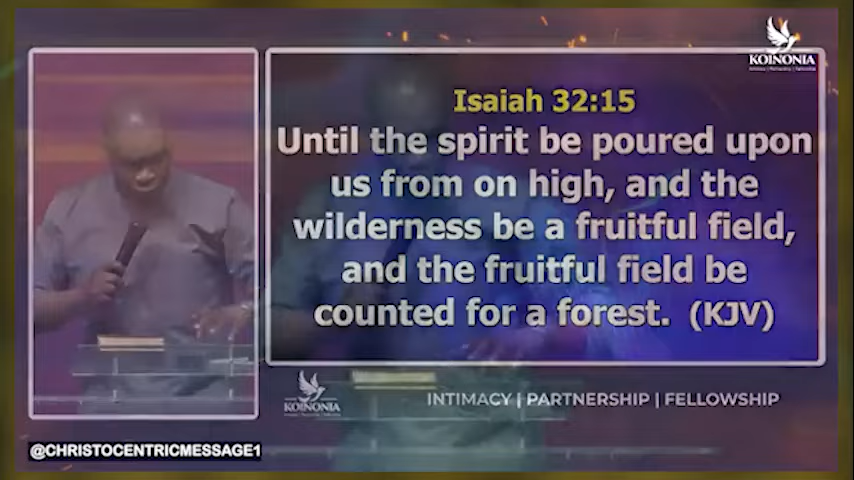 KOINONIA
Isaiah 32:15
Until the spirit be poured upon
us from on high, and the
wilderness be a fruitful field,
and the fruitful field be
counted for a forest. (KJV)
KOINONIA
INTIMACY | PARTNERSHIP | FELLOWSHIP
@CHRISTOCENTRICMESSAGE1